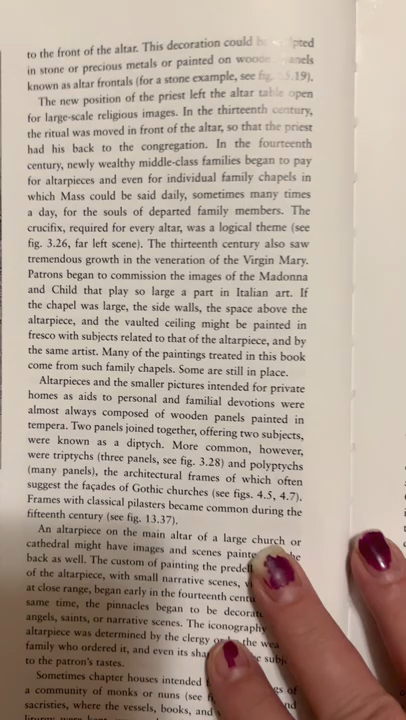 to the front of the altar. This decoration could
in stone or precious metals or painted on
known as altar frontals (for a stone example, see fig. 5.19).
The new position of the priest left the altar table open
for large-scale religious images. In the thirteenth century,
the ritual was moved in front of the altar, so that the priest
had his back to the congregation. In the fourteenth
century, newly wealthy middle-class families began to pay
for altarpieces and even for individual family chapels in
which Mass could be said daily, sometimes many times
a day, for the souls of departed family members. The
crucifix, required for every altar, was a logical theme (see
fig. 3.26, far left scene). The thirteenth century also saw
tremendous growth in the veneration of the Virgin Mary.
Patrons began to commission the images of the Madonna
and Child that play so large a part in Italian art. If
the chapel was large, the side walls, the space above the
altarpiece, and the vaulted ceiling might be painted in
fresco with subjects related to that of the altarpiece, and by
the same artist. Many of the paintings treated in this book
come from such family chapels. Some are still in place.
Altarpieces and the smaller pictures intended for private
homes as aids to personal and familial devotions were
almost always composed of wooden panels painted in
tempera. Two panels joined together, offering two subjects,
were known as a diptych. More common, however,
were triptychs (three panels, see fig. 3.28) and polyptychs
(many panels), the architectural frames of which often
suggest the façades of Gothic churches (see figs. 4.5, 4.7).
Frames with classical pilasters became common during the
fifteenth century (see fig. 13.37).
An altarpiece on the main altar of a large church or
cathedral might have images and scenes
back as well. The custom of painting the
of the altarpiece, with small narrative scenes,
at close range, began early in the fourteenth
same time, the pinnacles began to be
angels, saints, or narrative scenes. The iconography
altarpiece was determined by the clergy
family who ordered it, and even its
to the patron's tastes.
Sometimes chapter houses intended
a community of monks or nuns (see
sacristies, where the vessels, books, and